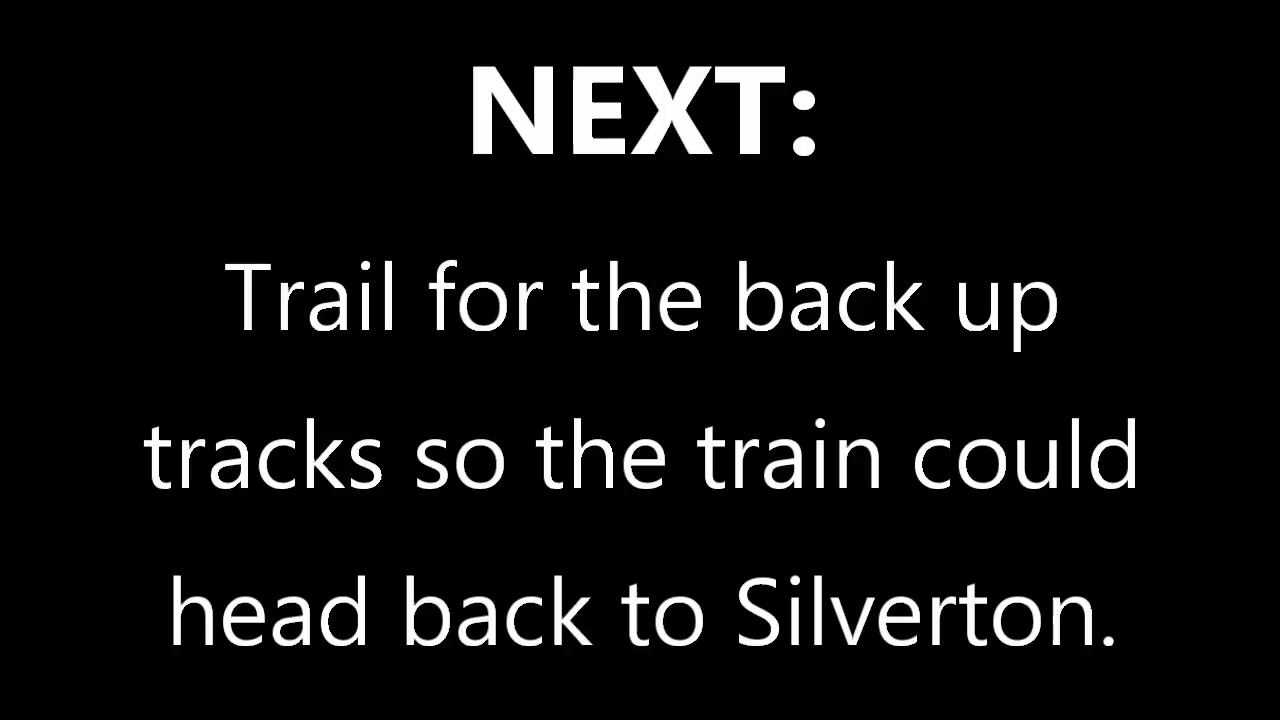 NEXT:
Trail for the back up
tracks so the train could
head back to Silverton.